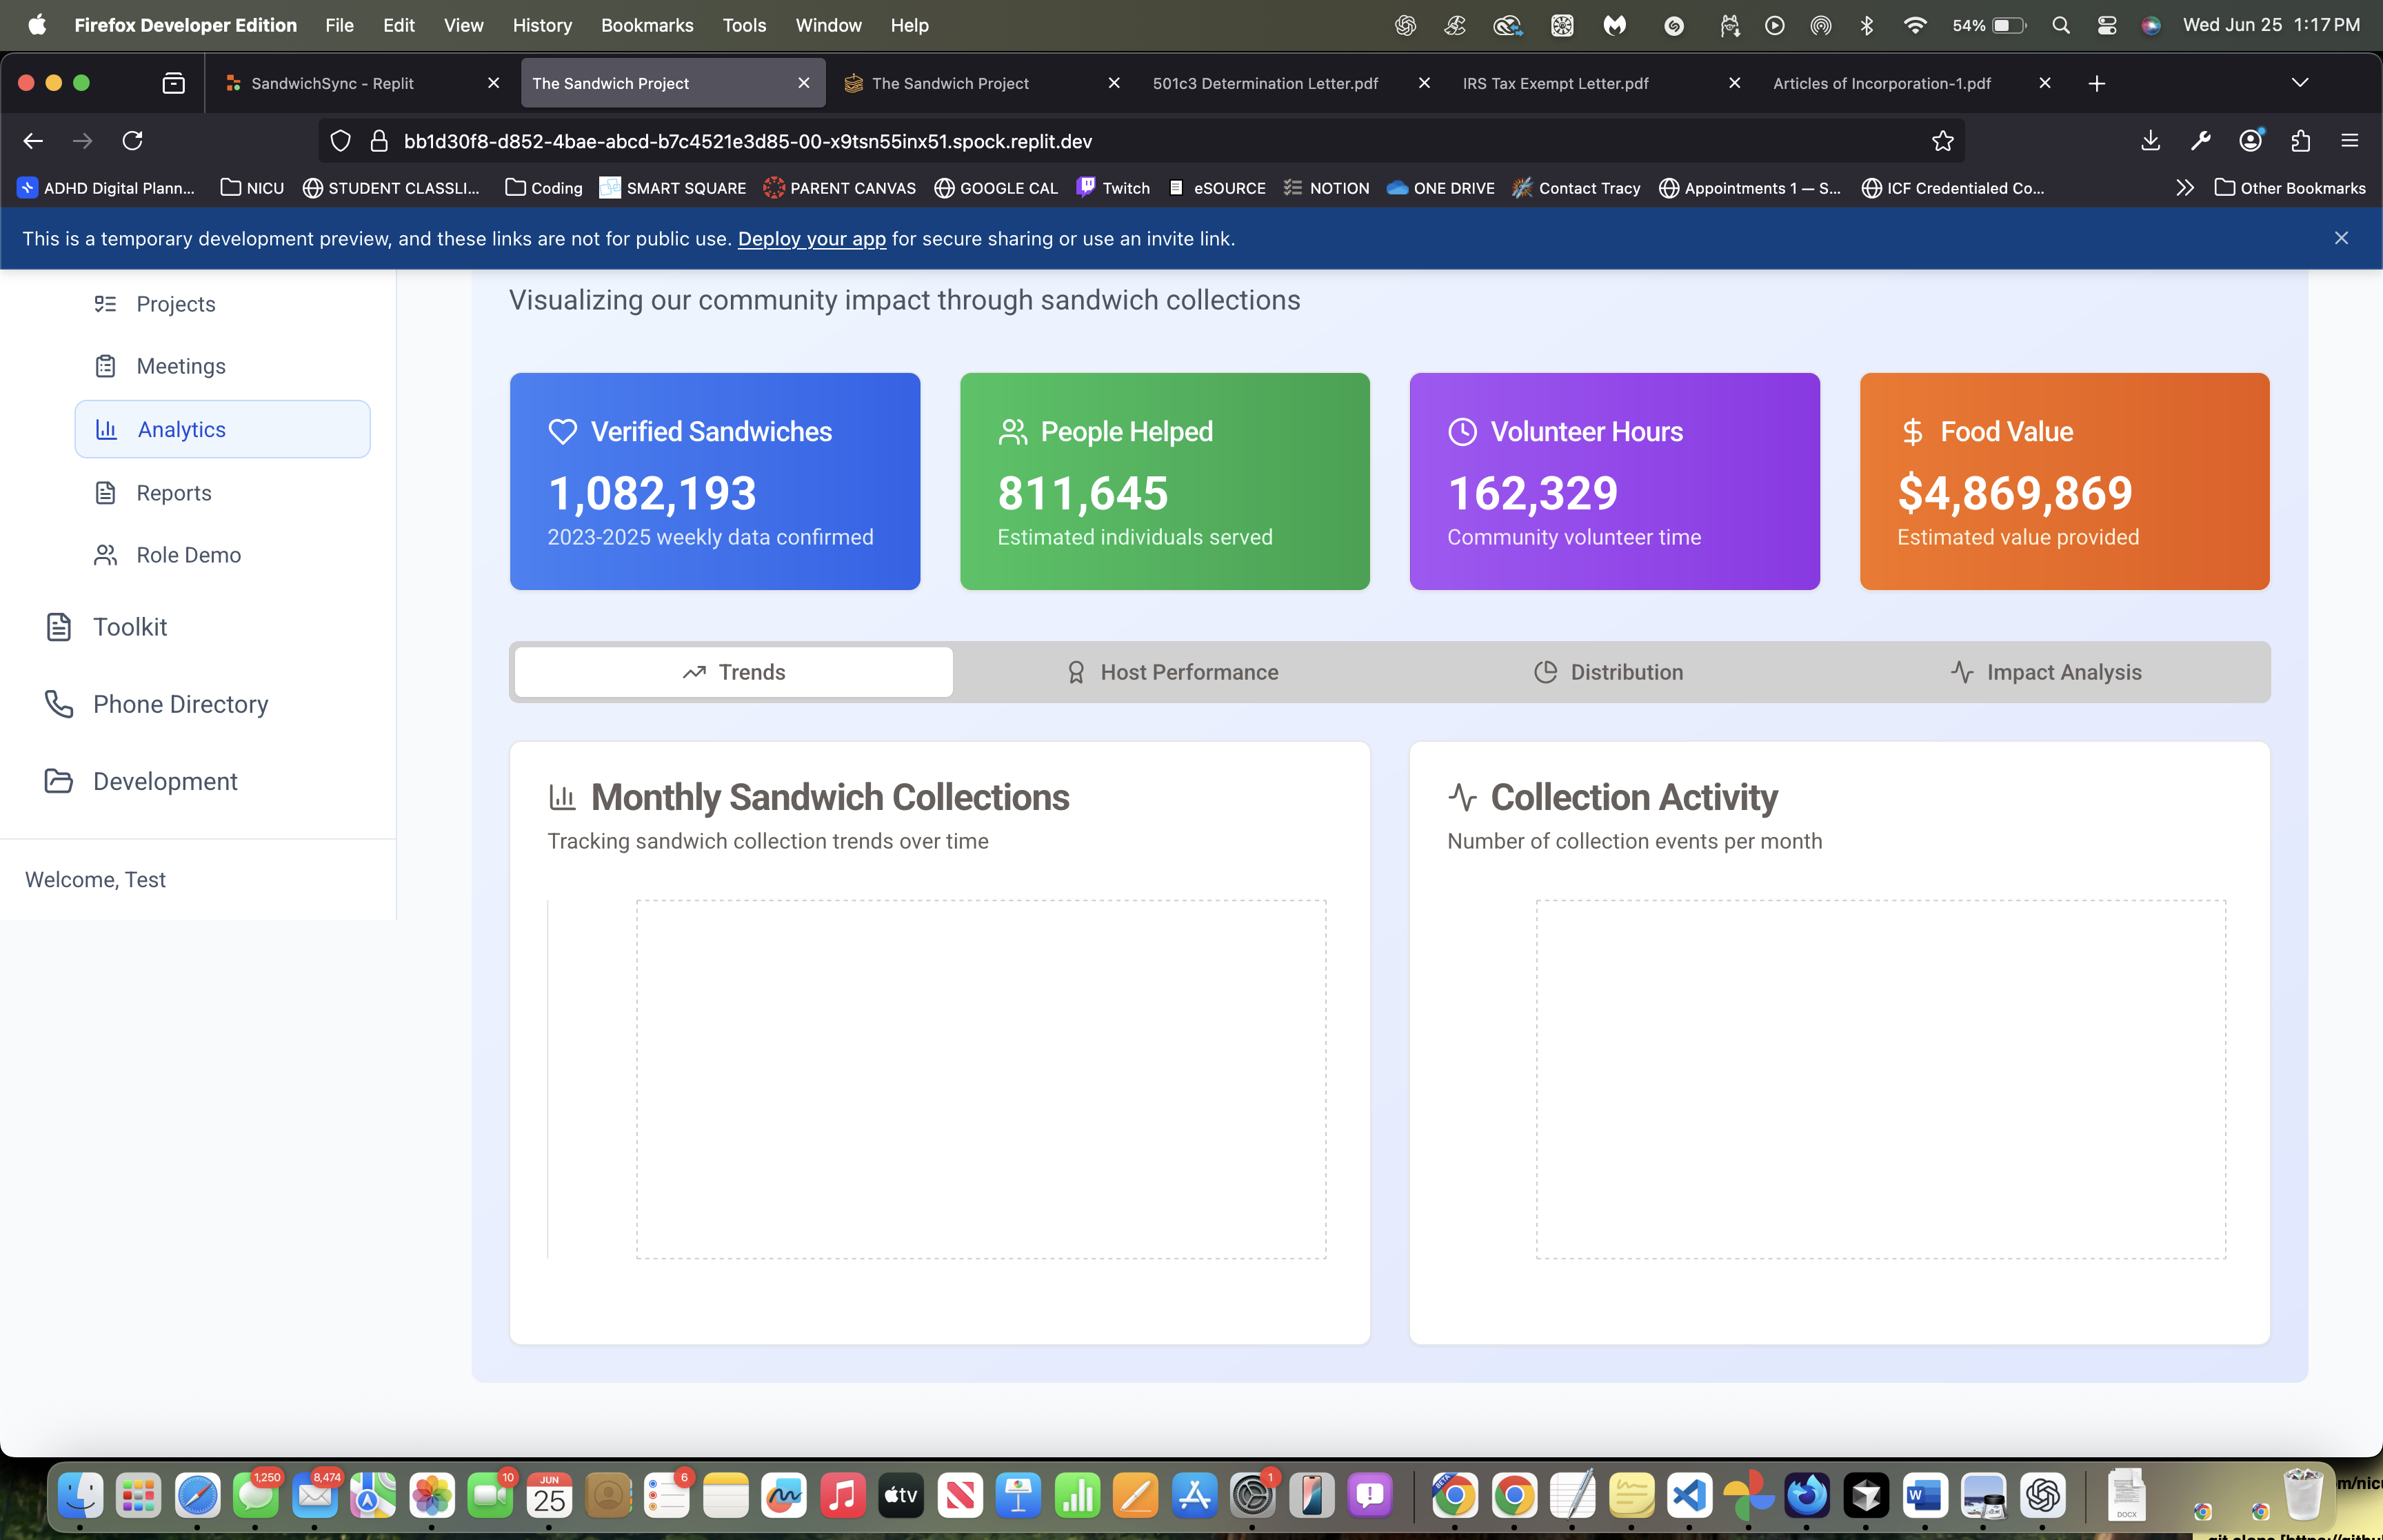 Firefox Developer Edition File Edit View History Bookmarks Tools Window Help 54% Wed Jun 25 1:17 PM
SandwichSync - Replit The Sandwich Project The Sandwich Project 501c3 Determination Letter.pdf IRS Tax Exempt Letter.pdf Articles of Incorporation-1.pdf
bb1d30f8-d852-4bae-abcd-b7c4521e3d85-00-x9tsn55inx51.spock.replit.dev
ADHD Digital Plann... NICU STUDENT CLASSLI... Coding SMART SQUARE PARENT CANVAS GOOGLE CAL Twitch eSOURCE NOTION ONE DRIVE Contact Tracy Appointments 1 — S... ICF Credentialed Co... Other Bookmarks
This is a temporary development preview, and these links are not for public use. Deploy your app for secure sharing or use an invite link.
Projects
Meetings
Analytics
Reports
Role Demo
Toolkit
Phone Directory
Development
Welcome, Test
Visualizing our community impact through sandwich collections
Verified Sandwiches
1,082,193
2023-2025 weekly data confirmed
People Helped
811,645
Estimated individuals served
Volunteer Hours
162,329
Community volunteer time
$ Food Value
$4,869,869
Estimated value provided
Trends Host Performance Distribution Impact Analysis
Monthly Sandwich Collections
Tracking sandwich collection trends over time
Collection Activity
Number of collection events per month
1,250 8,474 10 JUN 25 6 tv 1 BETA W DOCX